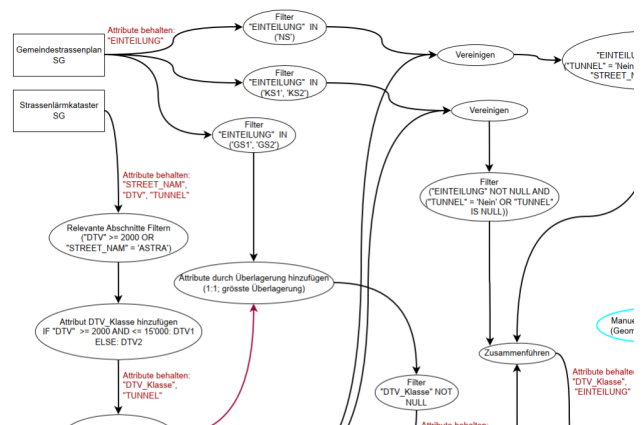 Attribute behalten:
"EINTEILUNG"
Gemeindestrassenplan
SG
Filter
"EINTEILUNG" IN
('NS')
Vereinigen
"TUNNEL" = 'Nein
Filter
"EINTEILUNG" IN
('KS1', 'KS2')
Strassenlärmkataster
SG
Vereinigen
Filter
"EINTEILUNG" IN
('GS1', 'GS2')
Attribute behalten:
"STREET_NAM",
"DTV", "TUNNEL"
Filter
("EINTEILUNG" NOT NULL AND
("TUNNEL" = 'Nein' OR "TUNNEL"
IS NULL))
Relevante Abschnitte Filtern
("DTV" >= 2000 OR
"STREET_NAM" = 'ASTRA')
Attribute durch Überlagerung hinzufügen
(1:1; grösste Überlagerung)
Attribut DTV_Klasse hinzufügen
IF "DTV" >= 2000 AND <= 15'000: DTV1
ELSE: DTV2
Zusammenführen
Attribute behalten:
"DTV_Klasse",
"TUNNEL"
Filter
"DTV_Klasse" NOT
NULL
Attribute behalten
"DTV_Klasse",
"EINTEILUNG"
Attribute behalten: